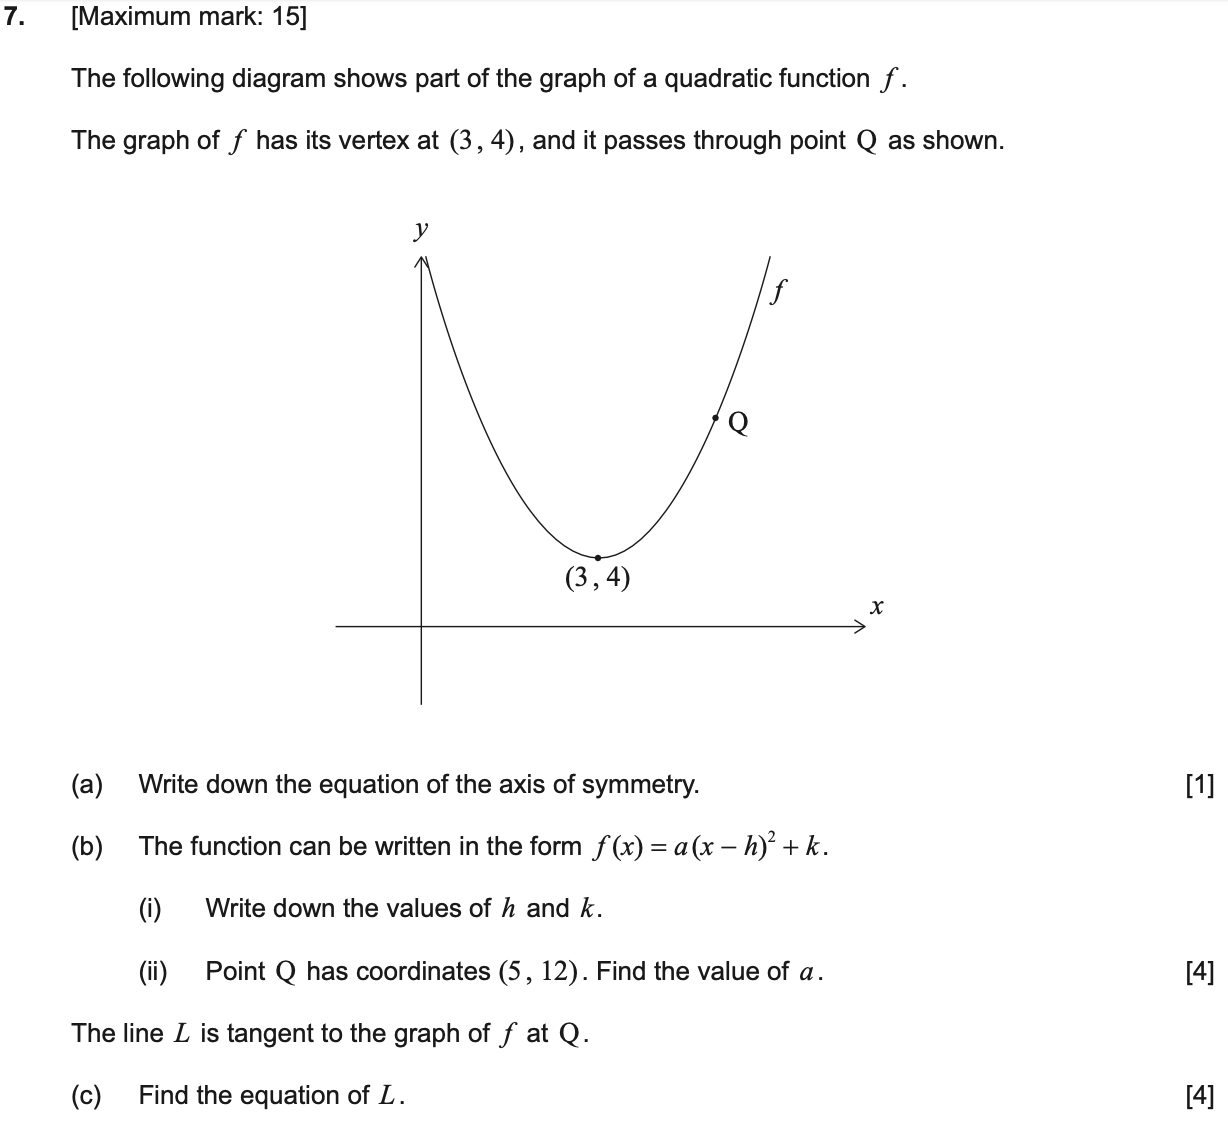 7. [Maximum mark: 15]
The following diagram shows part of the graph of a quadratic function f.
The graph of f has its vertex at (3, 4), and it passes through point Q as shown.
y
f
Q
(3, 4)
x
(a) Write down the equation of the axis of symmetry. [1]
(b) The function can be written in the form f(x) = a(x – h)² + k.
(i) Write down the values of h and k.
(ii) Point Q has coordinates (5, 12). Find the value of a. [4]
The line L is tangent to the graph of f at Q.
(c) Find the equation of L. [4]